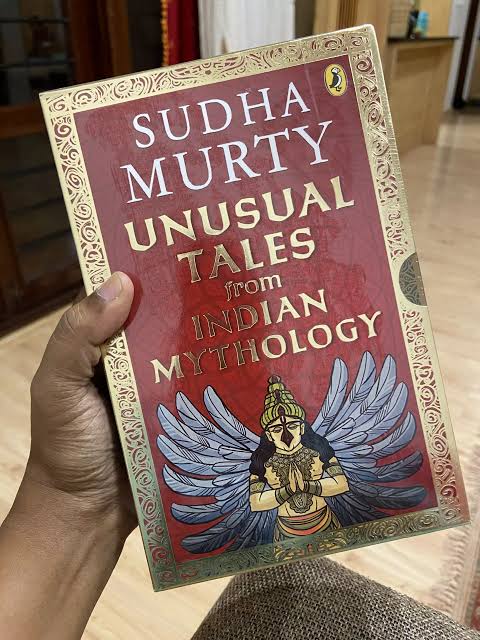 SUDHA
MURTY
UNUSUAL
TALES
from
INDIAN
MYTHOLOGY